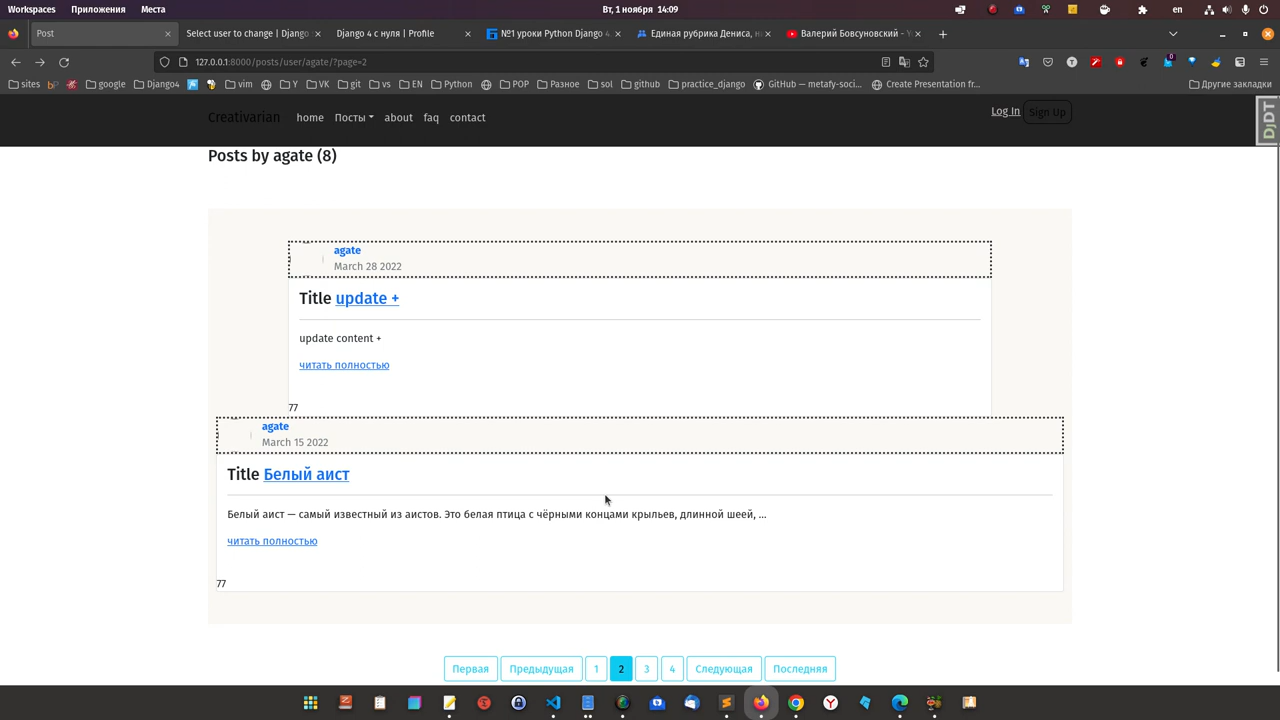 Workspaces Приложения Места
Вт, 1 ноября 14:09
en
Post
Select user to change | Django
Django 4 с нуля | Profile
№1 уроки Python Django 4.
Единая рубрика Дениса, н
Валерий Бовсуновский - Y
127.0.0.1:8000/posts/user/agate/?page=2
sites
google
Django4
vim
Y
VK
git
vs
EN
Python
POP
Разное
sol
github
practice_django
GitHub — metafy-soci…
Create Presentation fr…
Другие закладки
Creativarian
home
Посты
about
faq
contact
Log In
Sign Up
DjDT
Posts by agate (8)
agate
March 28 2022
Title update +
update content +
читать полностью
77
agate
March 15 2022
Title Белый аист
Белый аист — самый известный из аистов. Это белая птица с чёрными концами крыльев, длинной шеей, …
читать полностью
77
Первая Предыдущая 1 2 3 4 Следующая Последняя